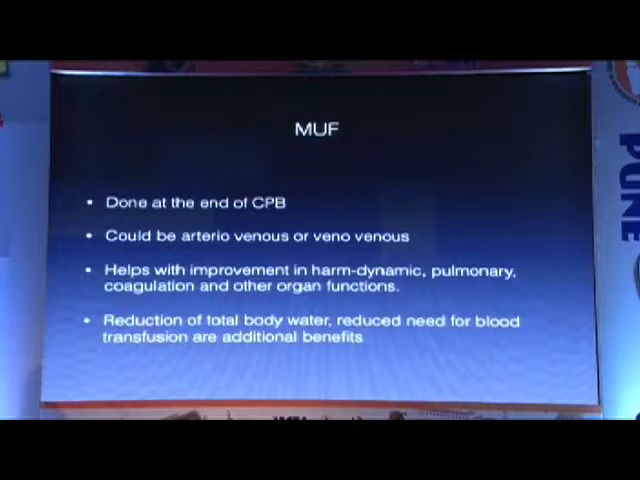 MUF
• Done at the end of CPB
• Could be arterio venous or veno venous
• Helps with improvement in harm-dynamic, pulmonary,
coagulation and other organ functions.
• Reduction of total body water, reduced need for blood
transfusion are additional benefits
PUNE